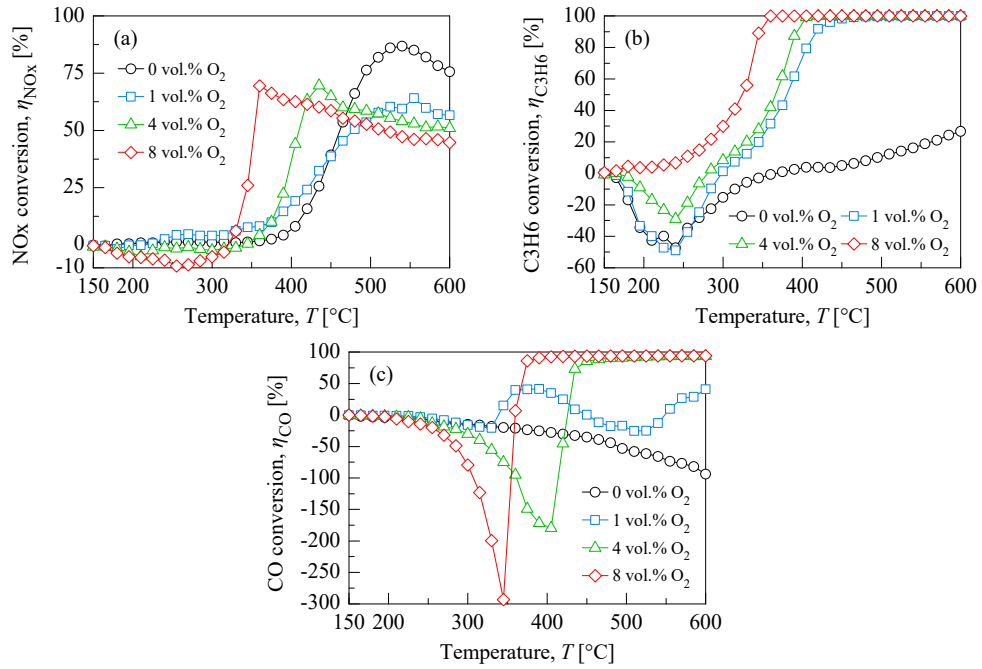 (a)
NOx conversion, η_NOx [%]
100
75
50
25
0
-10
0 vol.% O₂
1 vol.% O₂
4 vol.% O₂
8 vol.% O₂
150 200 300 400 500 600
Temperature, T [°C]
(b)
C3H6 conversion, η_C3H6 [%]
100
80
60
40
20
0
-20
-40
-60
0 vol.% O₂ 1 vol.% O₂
4 vol.% O₂ 8 vol.% O₂
150 200 300 400 500 600
Temperature, T [°C]
(c)
CO conversion, η_CO [%]
100
50
0
-50
-100
-150
-200
-250
-300
0 vol.% O₂
1 vol.% O₂
4 vol.% O₂
8 vol.% O₂
150 200 300 400 500 600
Temperature, T [°C]